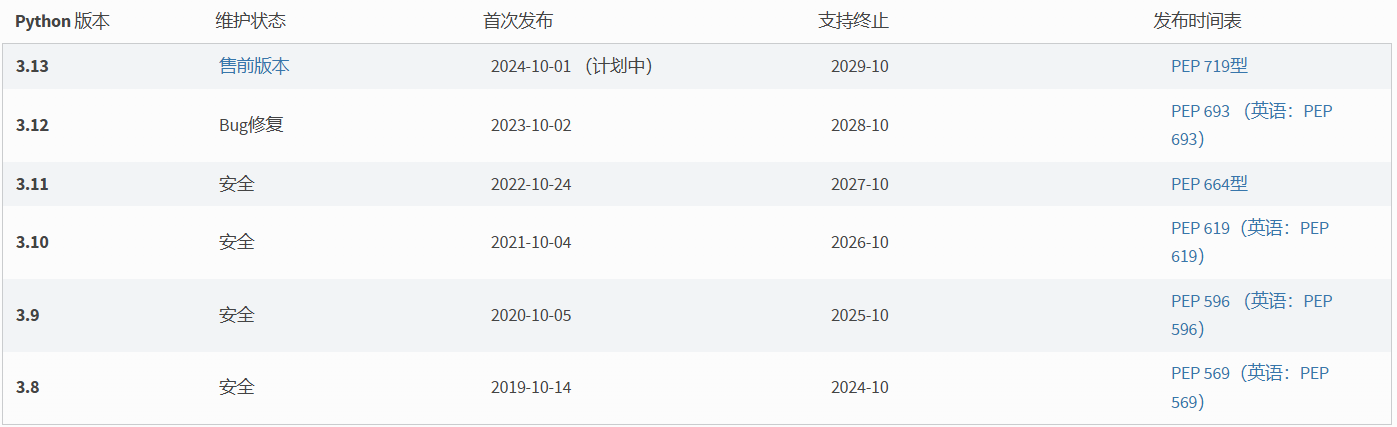 Python 版本 维护状态 首次发布 支持终止 发布时间表
3.13 售前版本 2024-10-01 （计划中） 2029-10 PEP 719型
3.12 Bug修复 2023-10-02 2028-10 PEP 693 （英语：PEP
693）
3.11 安全 2022-10-24 2027-10 PEP 664型
3.10 安全 2021-10-04 2026-10 PEP 619（英语：PEP
619）
3.9 安全 2020-10-05 2025-10 PEP 596 （英语：PEP
596）
3.8 安全 2019-10-14 2024-10 PEP 569（英语：PEP
569）